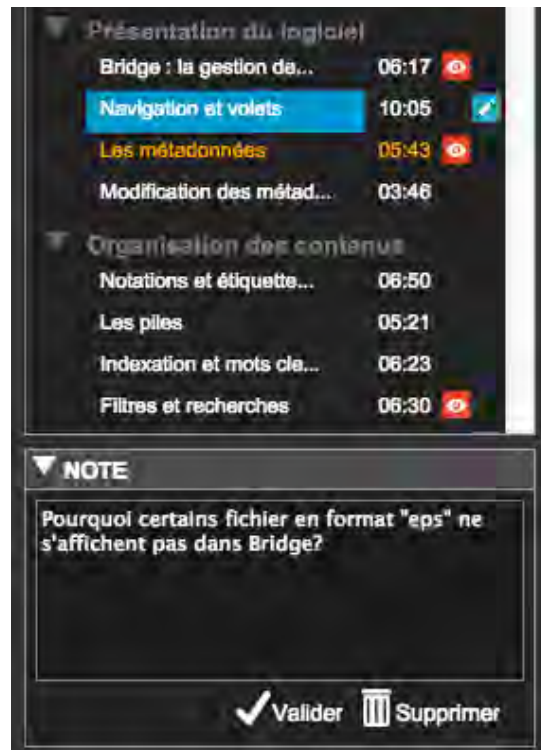 Présentation du logiciel
Bridge : la gestion de... 06:17
Navigation et volets 10:05
Les métadonnées 05:43
Modification des métad... 03:46
Organisation des contenus
Notations et étiquette... 06:50
Les piles 05:21
Indexation et mots cle... 06:23
Filtres et recherches 06:30
NOTE
Pourquoi certains fichier en format "eps" ne
s'affichent pas dans Bridge?
Valider Supprimer